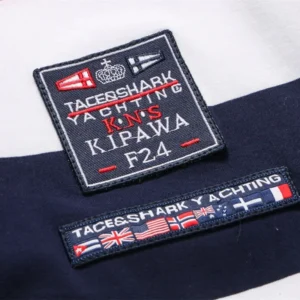 TACE&SHARK
YACHTING
K•N•S
KIPAWA
F24
TACE&SHARK YACHTING